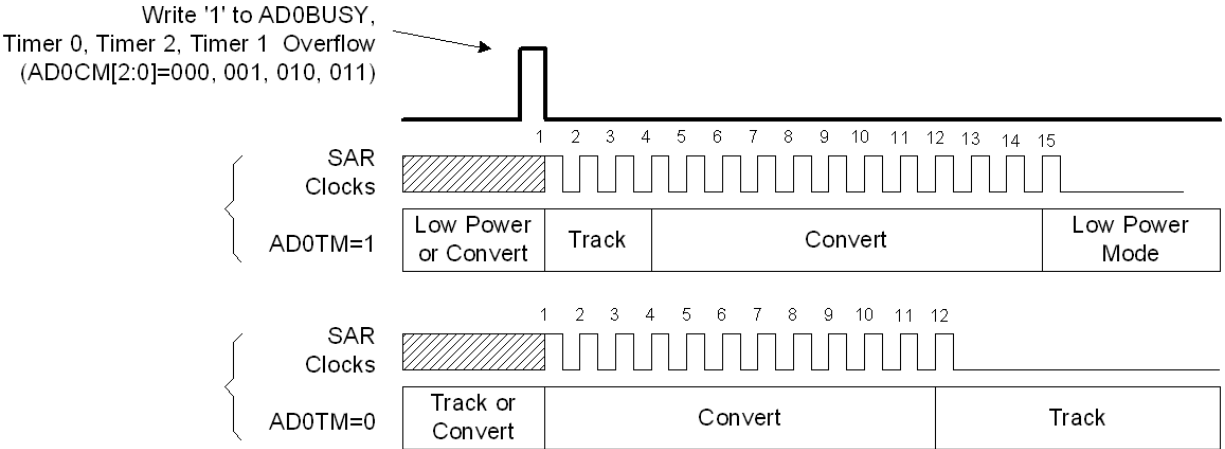 Write '1' to AD0BUSY,
Timer 0, Timer 2, Timer 1 Overflow
(AD0CM[2:0]=000, 001, 010, 011)
1 2 3 4 5 6 7 8 9 10 11 12 13 14 15
SAR
Clocks
AD0TM=1
Low Power
or Convert
Track
Convert
Low Power
Mode
1 2 3 4 5 6 7 8 9 10 11 12
SAR
Clocks
AD0TM=0
Track or
Convert
Convert
Track